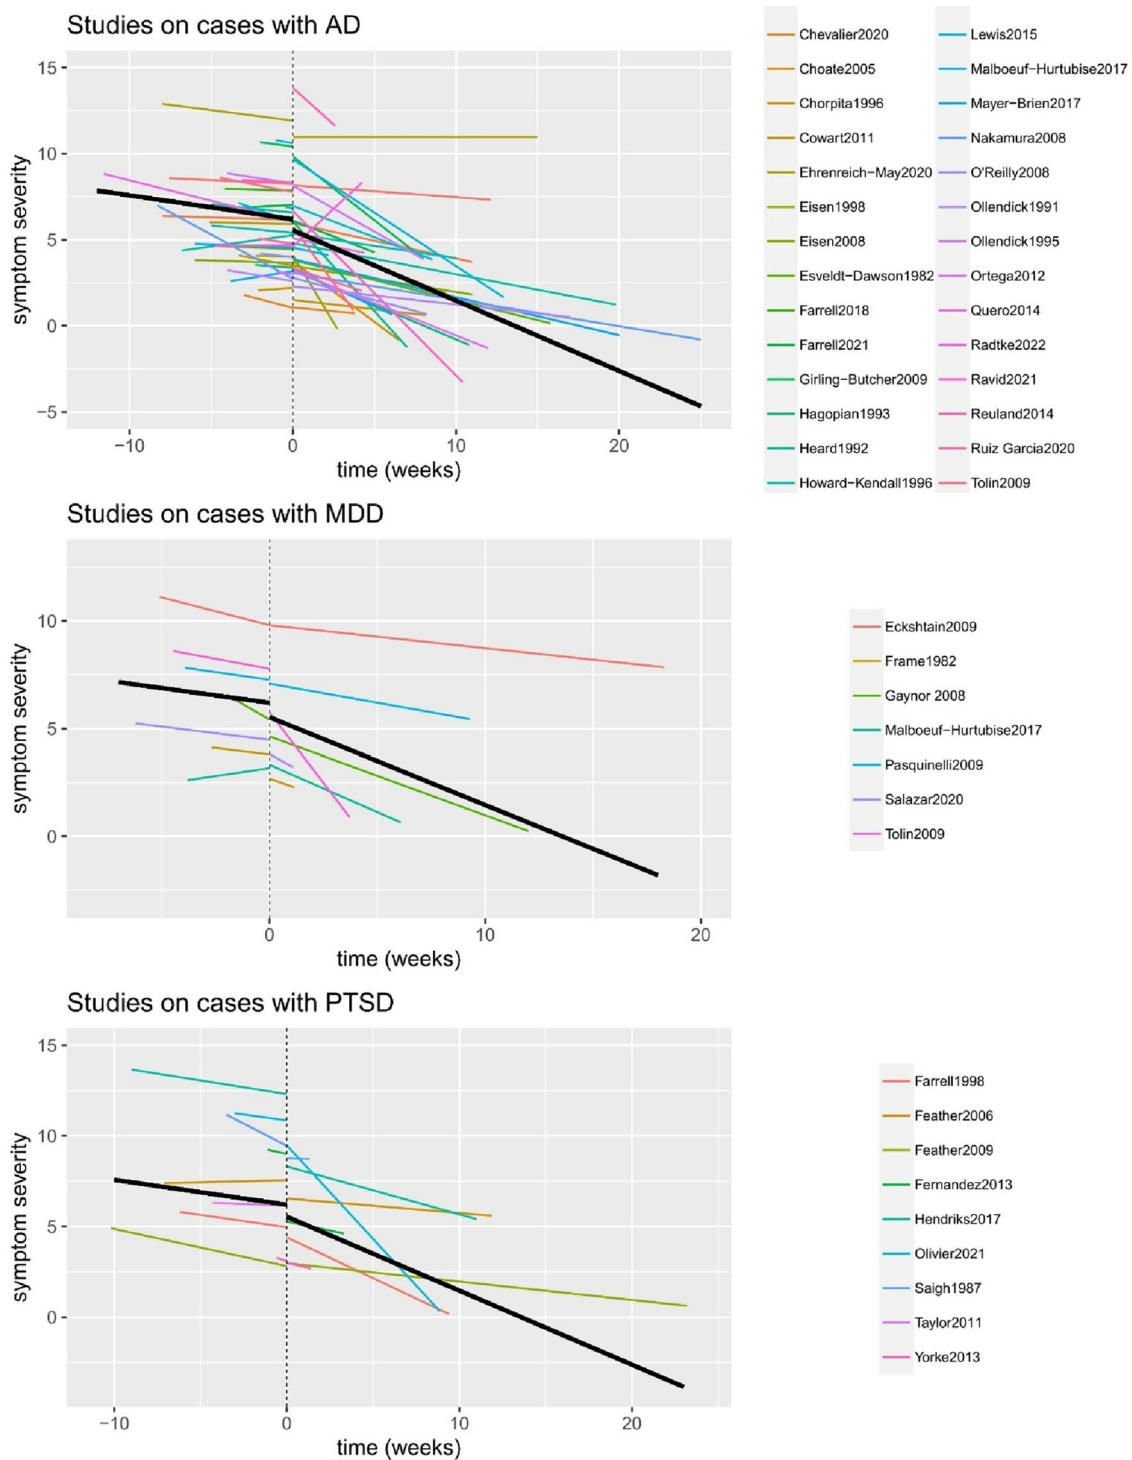 Studies on cases with AD
15
10
5
0
−5
−10
0
10
20
symptom severity
time (weeks)
Chevalier2020
Choate2005
Chorpita1996
Cowart2011
Ehrenreich−May2020
Eisen1998
Eisen2008
Esveldt−Dawson1982
Farrell2018
Farrell2021
Girling−Butcher2009
Hagopian1993
Heard1992
Howard−Kendall1996
Lewis2015
Malboeuf−Hurtubise2017
Mayer−Brien2017
Nakamura2008
O'Reilly2008
Ollendick1991
Ollendick1995
Ortega2012
Quero2014
Radtke2022
Ravid2021
Reuland2014
Ruiz Garcia2020
Tolin2009
Studies on cases with MDD
10
5
0
0
10
20
symptom severity
time (weeks)
Eckshtain2009
Frame1982
Gaynor 2008
Malboeuf−Hurtubise2017
Pasquinelli2009
Salazar2020
Tolin2009
Studies on cases with PTSD
15
10
5
0
−10
0
10
20
symptom severity
time (weeks)
Farrell1998
Feather2006
Feather2009
Fernandez2013
Hendriks2017
Olivier2021
Saigh1987
Taylor2011
Yorke2013